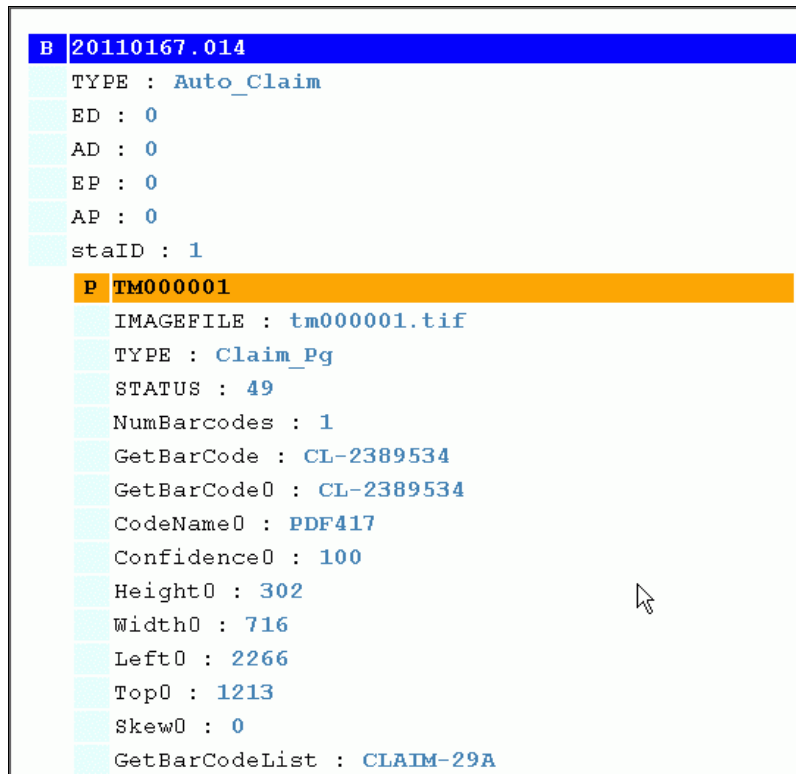 B 20110167.014
TYPE : Auto_Claim
ED : 0
AD : 0
EP : 0
AP : 0
staID : 1
P TM000001
IMAGEFILE : tm000001.tif
TYPE : Claim_Pg
STATUS : 49
NumBarcodes : 1
GetBarCode : CL-2389534
GetBarCode0 : CL-2389534
CodeName0 : PDF417
Confidence0 : 100
Height0 : 302
Width0 : 716
Left0 : 2266
Top0 : 1213
Skew0 : 0
GetBarCodeList : CLAIM-29A